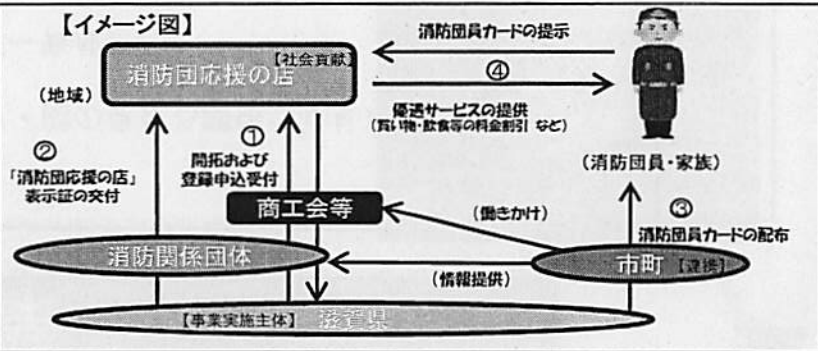 【イメージ図】
【社会貢献】
消防団応援の店
(地域)
消防団員カードの提示
④
優遇サービスの提供
(買い物・飲食等の料金割引 など)
(消防団員・家族)
①
開拓および
登録申込受付
②
「消防団応援の店」
表示証の交付
商工会等
(働きかけ)
③
消防団員カードの配布
消防関係団体
(情報提供)
市町 【連携】
【事業実施主体】 滋賀県